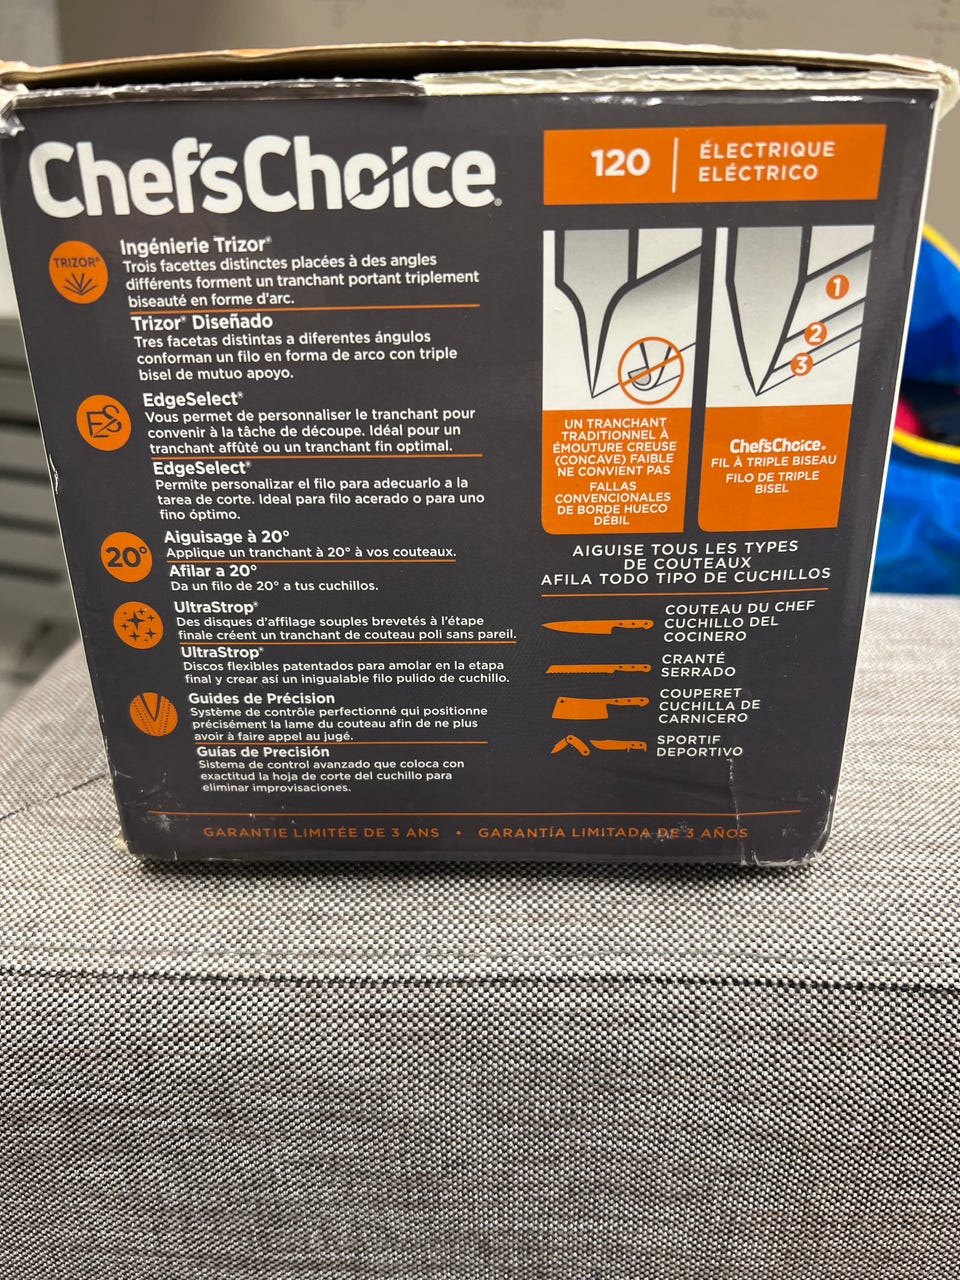 Chef'sChoice®
120
ÉLECTRIQUE
ELÉCTRICO
TRIZOR®
Ingénierie Trizor®
Trois facettes distinctes placées à des angles
différents forment un tranchant portant triplement
biseauté en forme d'arc.
Trizor® Diseñado
Tres facetas distintas a diferentes ángulos
conforman un filo en forma de arco con triple
bisel de mutuo apoyo.
ES
EdgeSelect®
Vous permet de personnaliser le tranchant pour
convenir à la tâche de découpe. Idéal pour un
tranchant affûté ou un tranchant fin optimal.
EdgeSelect®
Permite personalizar el filo para adecuarlo a la
tarea de corte. Ideal para filo acerado o para uno
fino óptimo.
20°
Aiguisage à 20°
Applique un tranchant à 20° à vos couteaux.
Afilar a 20°
Da un filo de 20° a tus cuchillos.
UltraStrop®
Des disques d'affilage souples brevetés à l'étape
finale créent un tranchant de couteau poli sans pareil.
UltraStrop®
Discos flexibles patentados para amolar en la etapa
final y crear así un inigualable filo pulido de cuchillo.
Guides de Précision
Système de contrôle perfectionné qui positionne
précisément la lame du couteau afin de ne plus
avoir à faire appel au jugé.
Guías de Precisión
Sistema de control avanzado que coloca con
exactitud la hoja de corte del cuchillo para
eliminar improvisaciones.
UN TRANCHANT
TRADITIONNEL À
ÉMOUTURE CREUSE
(CONCAVE) FAIBLE
NE CONVIENT PAS
FALLAS
CONVENCIONALES
DE BORDE HUECO
DÉBIL
1
2
3
Chef'sChoice®
FIL À TRIPLE BISEAU
FILO DE TRIPLE
BISEL
AIGUISE TOUS LES TYPES
DE COUTEAUX
AFILA TODO TIPO DE CUCHILLOS
COUTEAU DU CHEF
CUCHILLO DEL
COCINERO
CRANTÉ
SERRADO
COUPERET
CUCHILLA DE
CARNICERO
SPORTIF
DEPORTIVO
GARANTIE LIMITÉE DE 3 ANS • GARANTÍA LIMITADA DE 3 AÑOS